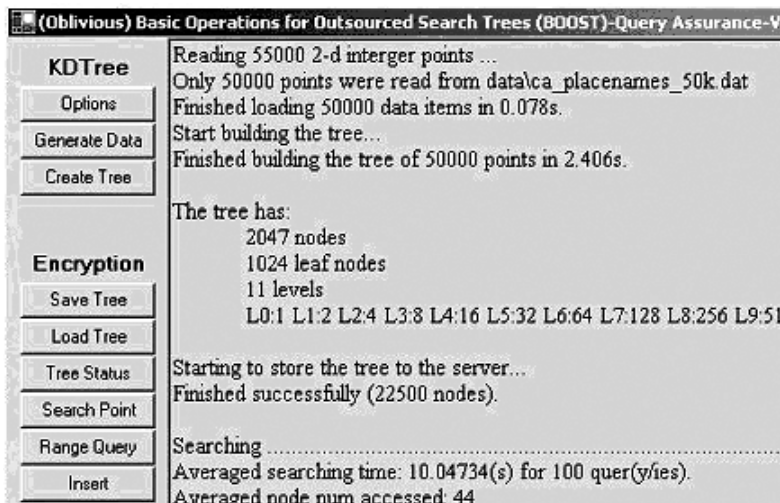 (Oblivious) Basic Operations for Outsourced Search Trees (BOOST)-Query Assurance-V
KDTree
Options
Generate Data
Create Tree
Encryption
Save Tree
Load Tree
Tree Status
Search Point
Range Query
Insert
Reading 55000 2-d interger points ...
Only 50000 points were read from data\ca_placenames_50k.dat
Finished loading 50000 data items in 0.078s.
Start building the tree...
Finished building the tree of 50000 points in 2.406s.
The tree has:
2047 nodes
1024 leaf nodes
11 levels
L0:1 L1:2 L2:4 L3:8 L4:16 L5:32 L6:64 L7:128 L8:256 L9:51
Starting to store the tree to the server...
Finished successfully (22500 nodes).
Searching ...............................................................................
Averaged searching time: 10.04734(s) for 100 quer(y/ies).
Averaged node num accessed: 44